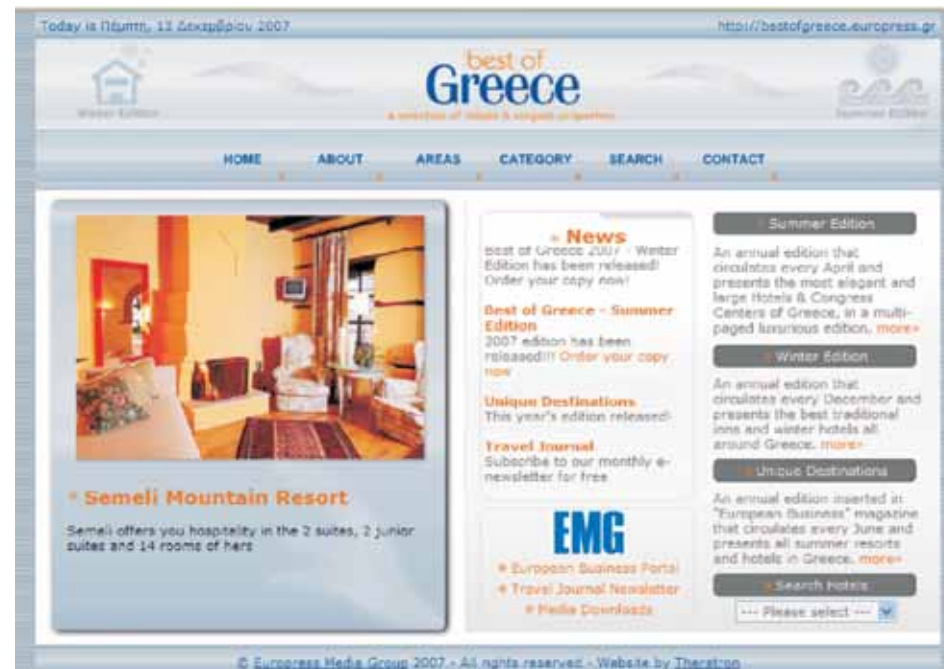 Today is Πέμπτη, 13 Δεκεμβρίου 2007
http://bestofgreece.europress.gr
Winter Edition
best of
Greece
a selection of
& elegant properties
Summer Edition
HOME ABOUT AREAS CATEGORY SEARCH CONTACT
» Semeli Mountain Resort
Semeli offers you hospitality in the 2 suites, 2 junior
suites and 14 rooms of hers
» News
Best of Greece 2007 - Winter
Edition has been released!
Order your copy now!
Best of Greece - Summer
Edition
2007 edition has been
released!!! Order your copy
now
Unique Destinations
This year's edition released!
Travel Journal
Subscribe to our monthly e-
newsletter for free
EMG
» European Business Portal
» Travel Journal Newsletter
» Media Downloads
» Summer Edition
An annual edition that
circulates every April and
presents the most elegant and
large Hotels & Congress
Centers of Greece, in a multi-
paged luxurious edition. more»
» Winter Edition
An annual edition that
circulates every December and
presents the best traditional
inns and winter hotels all
around Greece. more»
» Unique Destinations
An annual edition inserted in
"European Business" magazine
that circulates every June and
presents all summer resorts
and hotels in Greece. more»
» Search Hotels
--- Please select ---
© Europress Media Group 2007 - All rights reserved - Website by Theratron